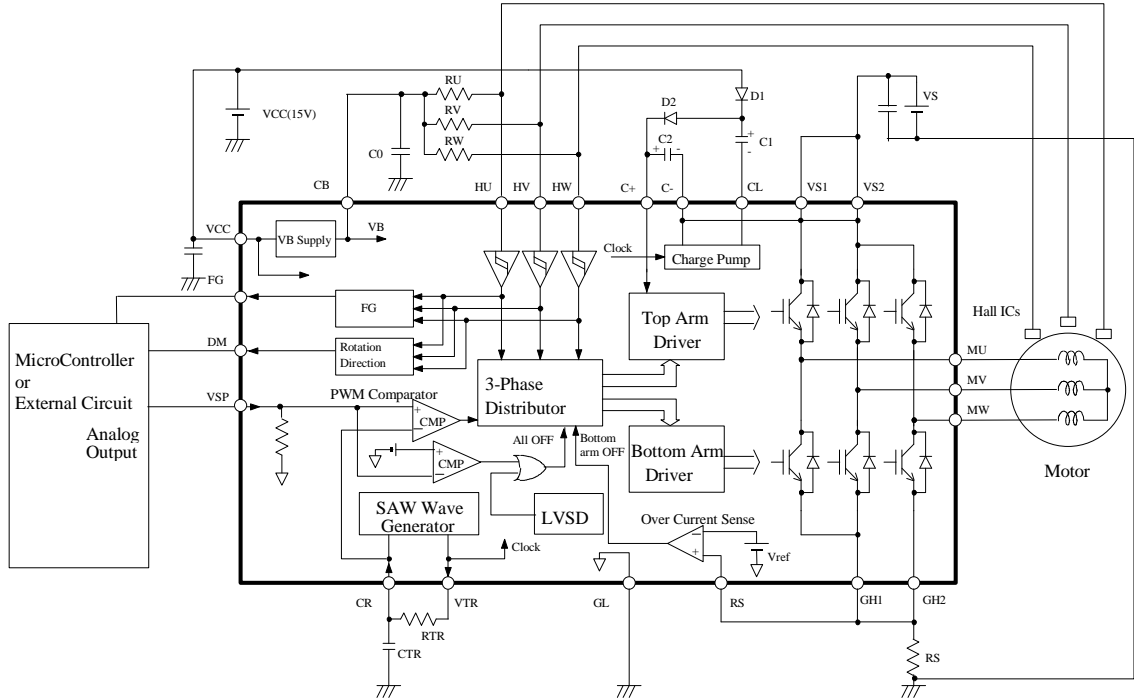 RU
D1
VS
D2
VCC(15V)
RV
+
C1
-
C2
+
-
RW
C0
CB
HU
HV
HW
C+
C-
CL
VS1
VS2
VCC
VB Supply
VB
Clock
Charge Pump
FG
FG
Top Arm
Driver
Hall ICs
MicroController
or
External Circuit
Analog
Output
DM
Rotation
Direction
MU
3-Phase
Distributor
MV
VSP
PWM Comparator
MW
+
CMP
-
All OFF
Bottom
arm OFF
Bottom Arm
Driver
+
CMP
-
Motor
SAW Wave
Generator
LVSD
Over Current Sense
-
+
Vref
Clock
CR
VTR
GL
RS
GH1
GH2
RTR
CTR
RS